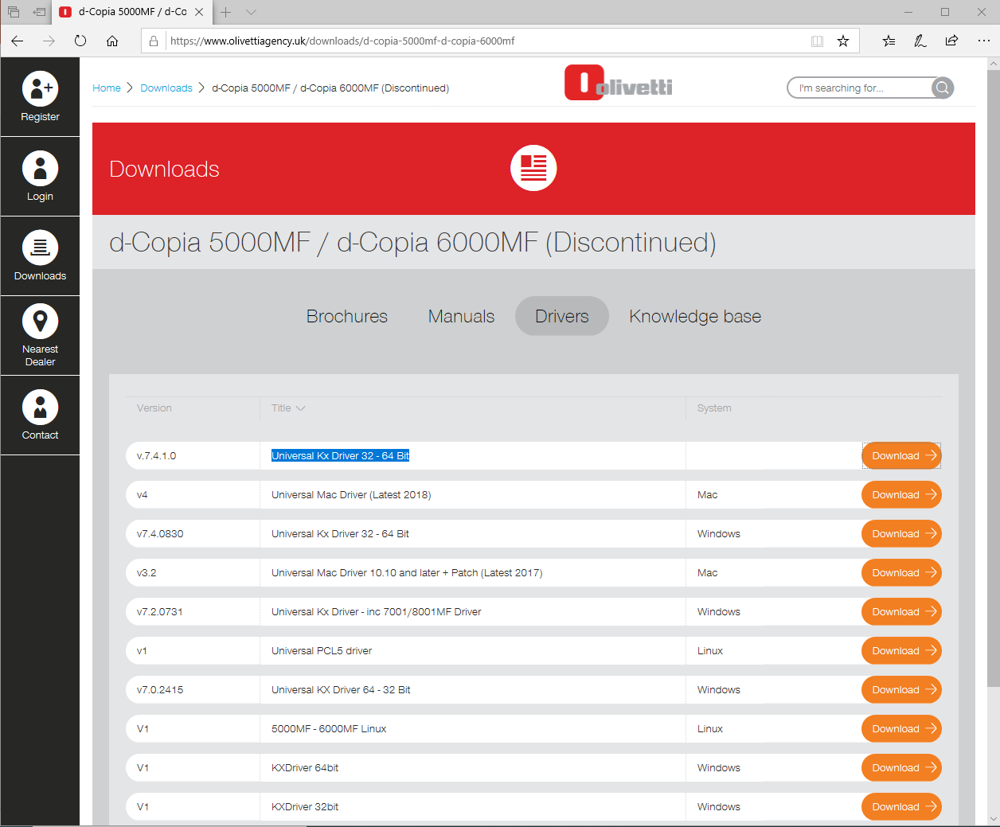 d-Copia 5000MF / d-Co
https://www.olivettiagency.uk/downloads/d-copia-5000mf-d-copia-6000mf
Register
Login
Downloads
Nearest
Dealer
Contact
Home > Downloads > d-Copia 5000MF / d-Copia 6000MF (Discontinued)
olivetti
I'm searching for...
Downloads
d-Copia 5000MF / d-Copia 6000MF (Discontinued)
Brochures Manuals Drivers Knowledge base
Version Title System
v.7.4.1.0 Universal Kx Driver 32 - 64 Bit Download
v4 Universal Mac Driver (Latest 2018) Mac Download
v7.4.0830 Universal Kx Driver 32 - 64 Bit Windows Download
v3.2 Universal Mac Driver 10.10 and later + Patch (Latest 2017) Mac Download
v7.2.0731 Universal Kx Driver - inc 7001/8001MF Driver Windows Download
v1 Universal PCL5 driver Linux Download
v7.0.2415 Universal KX Driver 64 - 32 Bit Windows Download
V1 5000MF - 6000MF Linux Linux Download
V1 KXDriver 64bit Windows Download
V1 KXDriver 32bit Windows Download